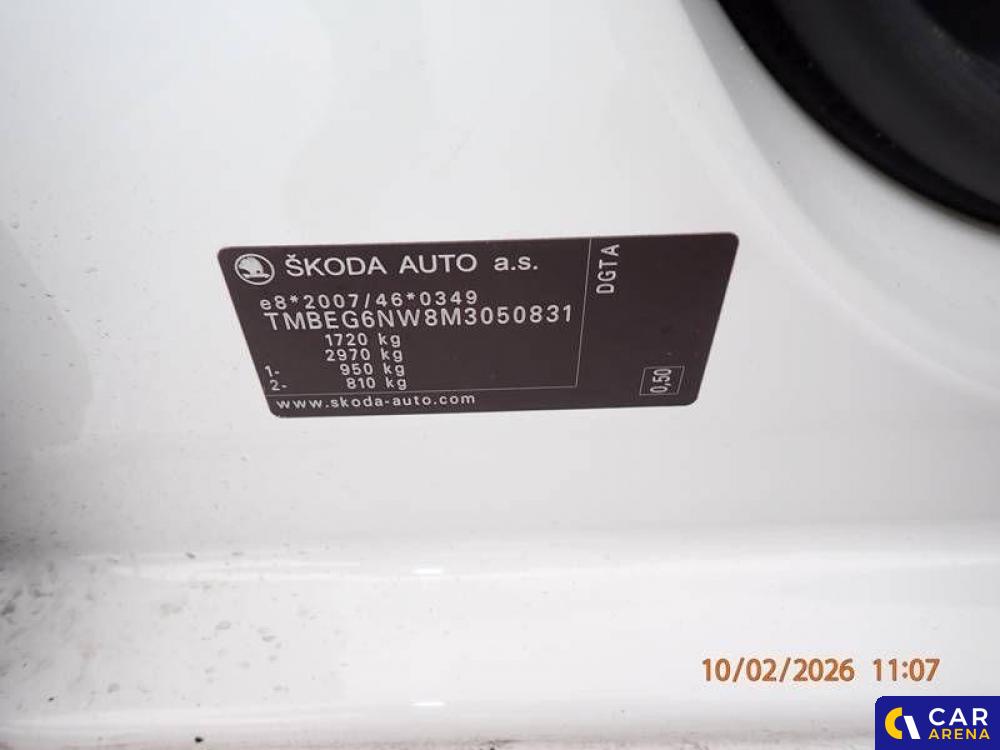 ŠKODA AUTO a.s.
DGTA
e8*2007/46*0349
TMBEG6NW8M3050831
1720 kg
2970 kg
1- 950 kg
2- 810 kg
0,50
www.skoda-auto.com
10/02/2026 11:07
CAR
ARENA